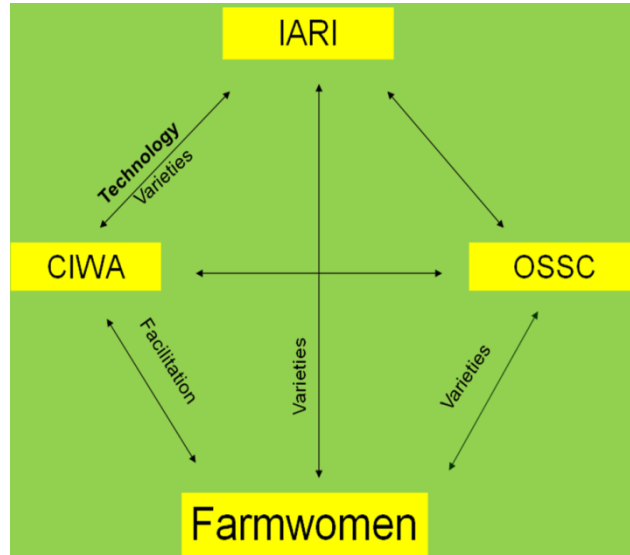 IARI
Technology
Varieties
CIWA
OSSC
Facilitation
Varieties
Varieties
Farmwomen